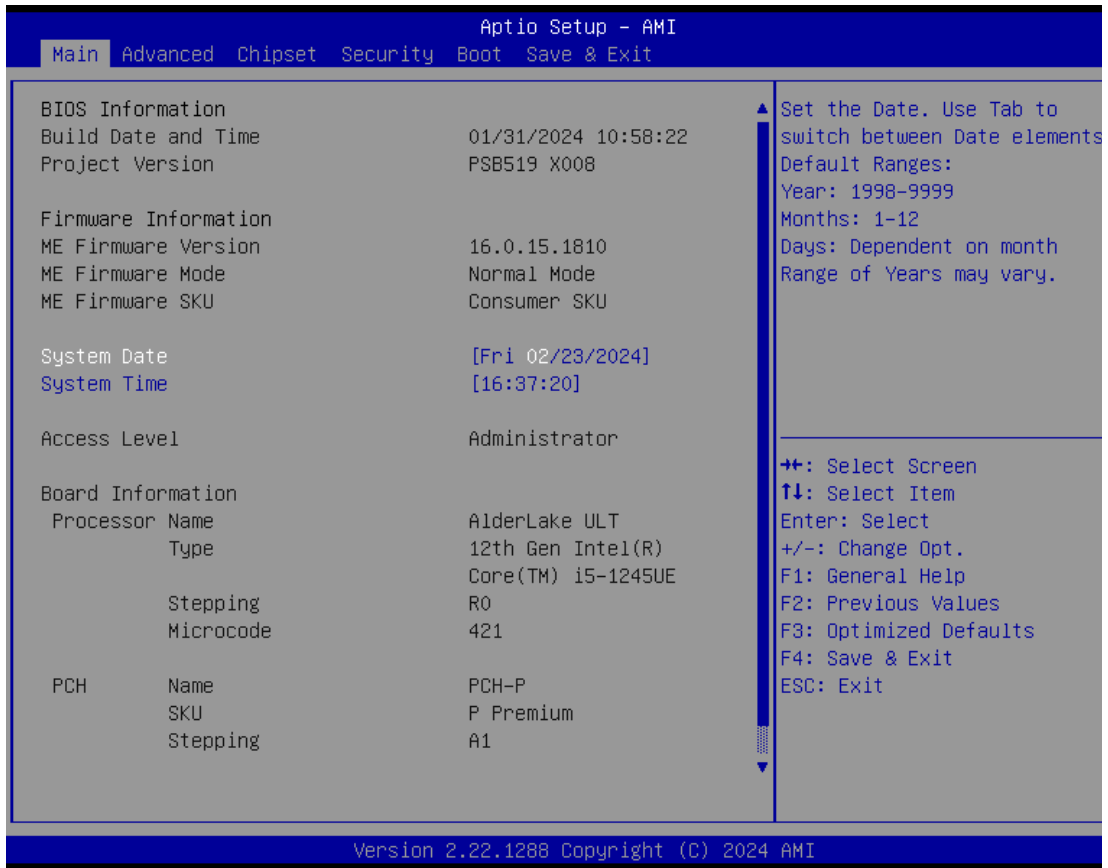 Aptio Setup – AMI
Main Advanced Chipset Security Boot Save & Exit
BIOS Information
Build Date and Time 01/31/2024 10:58:22
Project Version PSB519 X008
Firmware Information
ME Firmware Version 16.0.15.1810
ME Firmware Mode Normal Mode
ME Firmware SKU Consumer SKU
System Date [Fri 02/23/2024]
System Time [16:37:20]
Access Level Administrator
Board Information
Processor Name AlderLake ULT
Type 12th Gen Intel(R)
Core(TM) i5-1245UE
Stepping R0
Microcode 421
PCH Name PCH-P
SKU P Premium
Stepping A1
Set the Date. Use Tab to
switch between Date elements
Default Ranges:
Year: 1998-9999
Months: 1-12
Days: Dependent on month
Range of Years may vary.
→←: Select Screen
↑↓: Select Item
Enter: Select
+/-: Change Opt.
F1: General Help
F2: Previous Values
F3: Optimized Defaults
F4: Save & Exit
ESC: Exit
Version 2.22.1288 Copyright (C) 2024 AMI